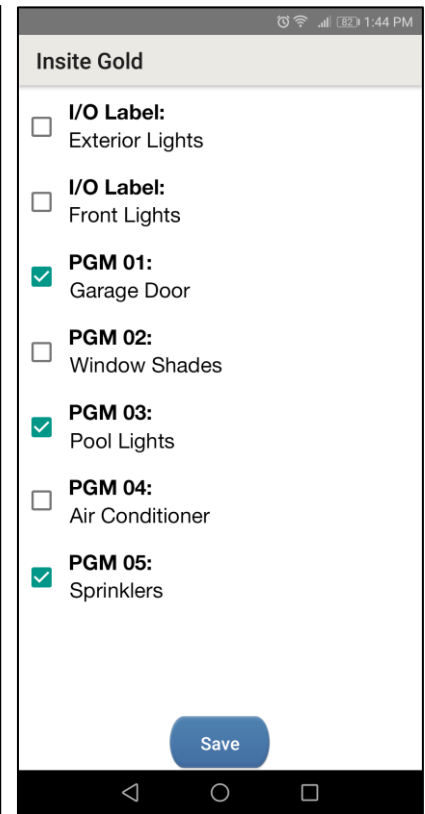 82 1:44 PM
Insite Gold
I/O Label:
Exterior Lights
I/O Label:
Front Lights
PGM 01:
Garage Door
PGM 02:
Window Shades
PGM 03:
Pool Lights
PGM 04:
Air Conditioner
PGM 05:
Sprinklers
Save